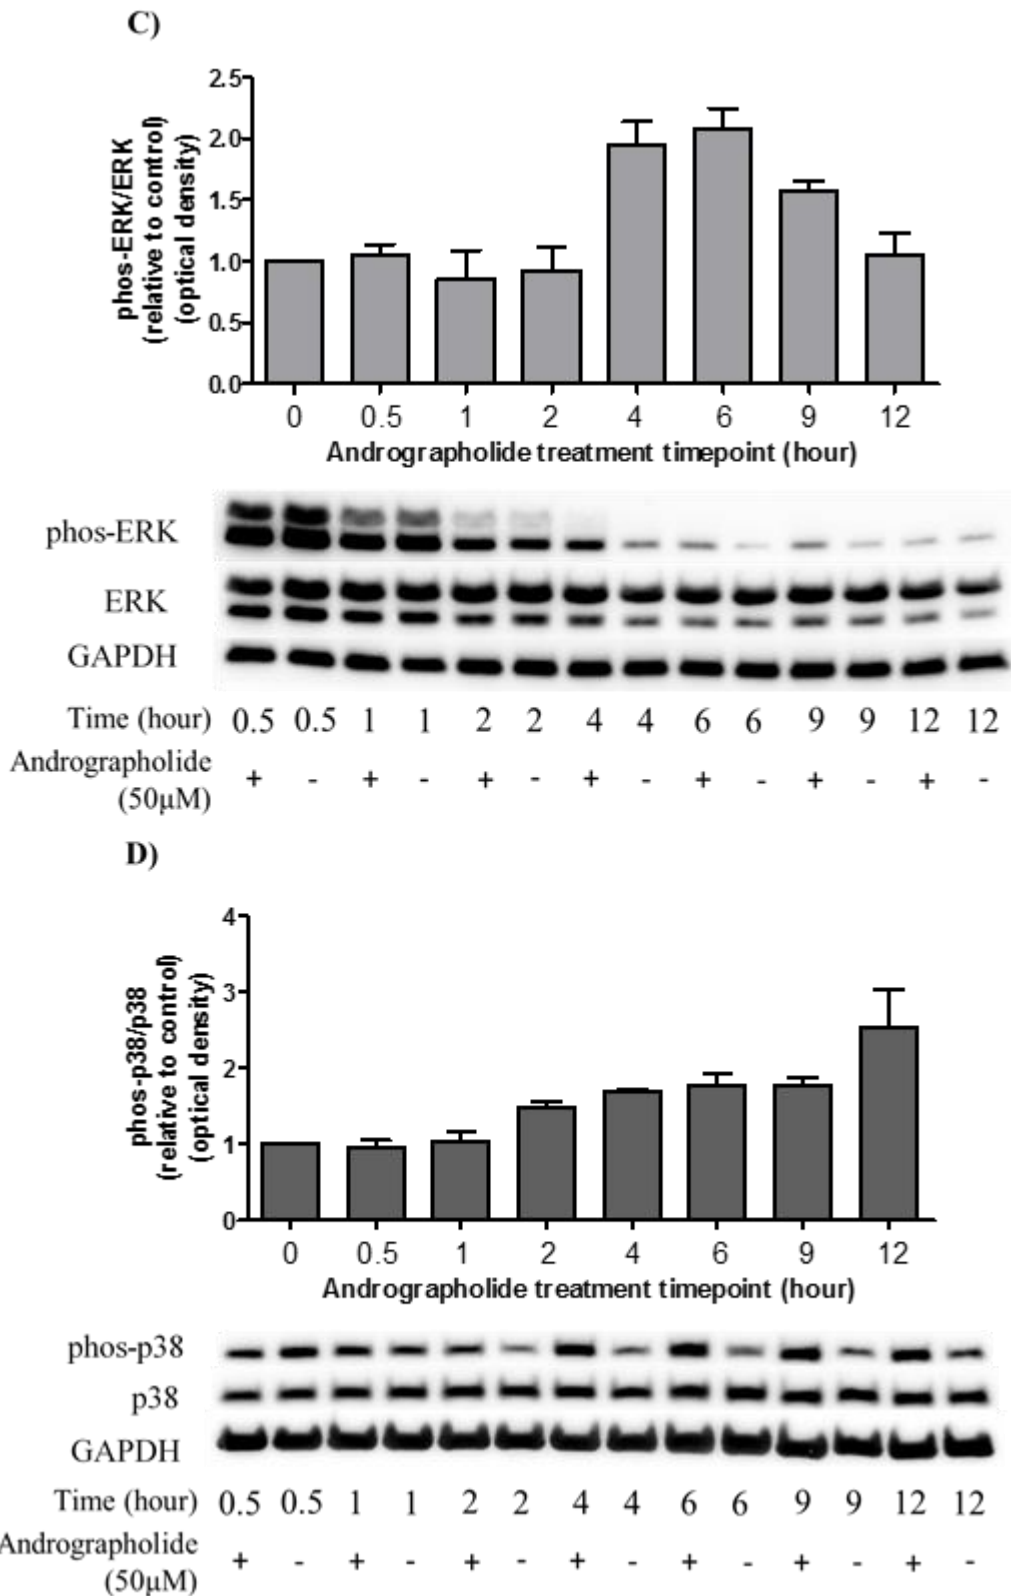 C)
phos-ERK/ERK
(relative to control)
(optical density)
2.5
2.0
1.5
1.0
0.5
0.0
0 0.5 1 2 4 6 9 12
Andrographolide treatment timepoint (hour)
phos-ERK
ERK
GAPDH
Time (hour) 0.5 0.5 1 1 2 2 4 4 6 6 9 9 12 12
Andrographolide
(50μM) + - + - + - + - + - + - + -
D)
phos-p38/p38
(relative to control)
(optical density)
4
3
2
1
0
0 0.5 1 2 4 6 9 12
Andrographolide treatment timepoint (hour)
phos-p38
p38
GAPDH
Time (hour) 0.5 0.5 1 1 2 2 4 4 6 6 9 9 12 12
Andrographolide
(50μM) + - + - + - + - + - + - + -